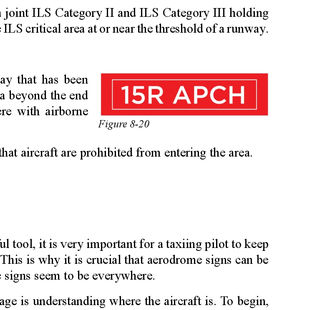 joint ILS Category II and ILS Category III holding
ILS critical area at or near the threshold of a runway.
ay that has been
a beyond the end
ere with airborne
15R APCH
Figure 8-20
that aircraft are prohibited from entering the area.
ul tool, it is very important for a taxiing pilot to keep
This is why it is crucial that aerodrome signs can be
signs seem to be everywhere.
age is understanding where the aircraft is. To begin,